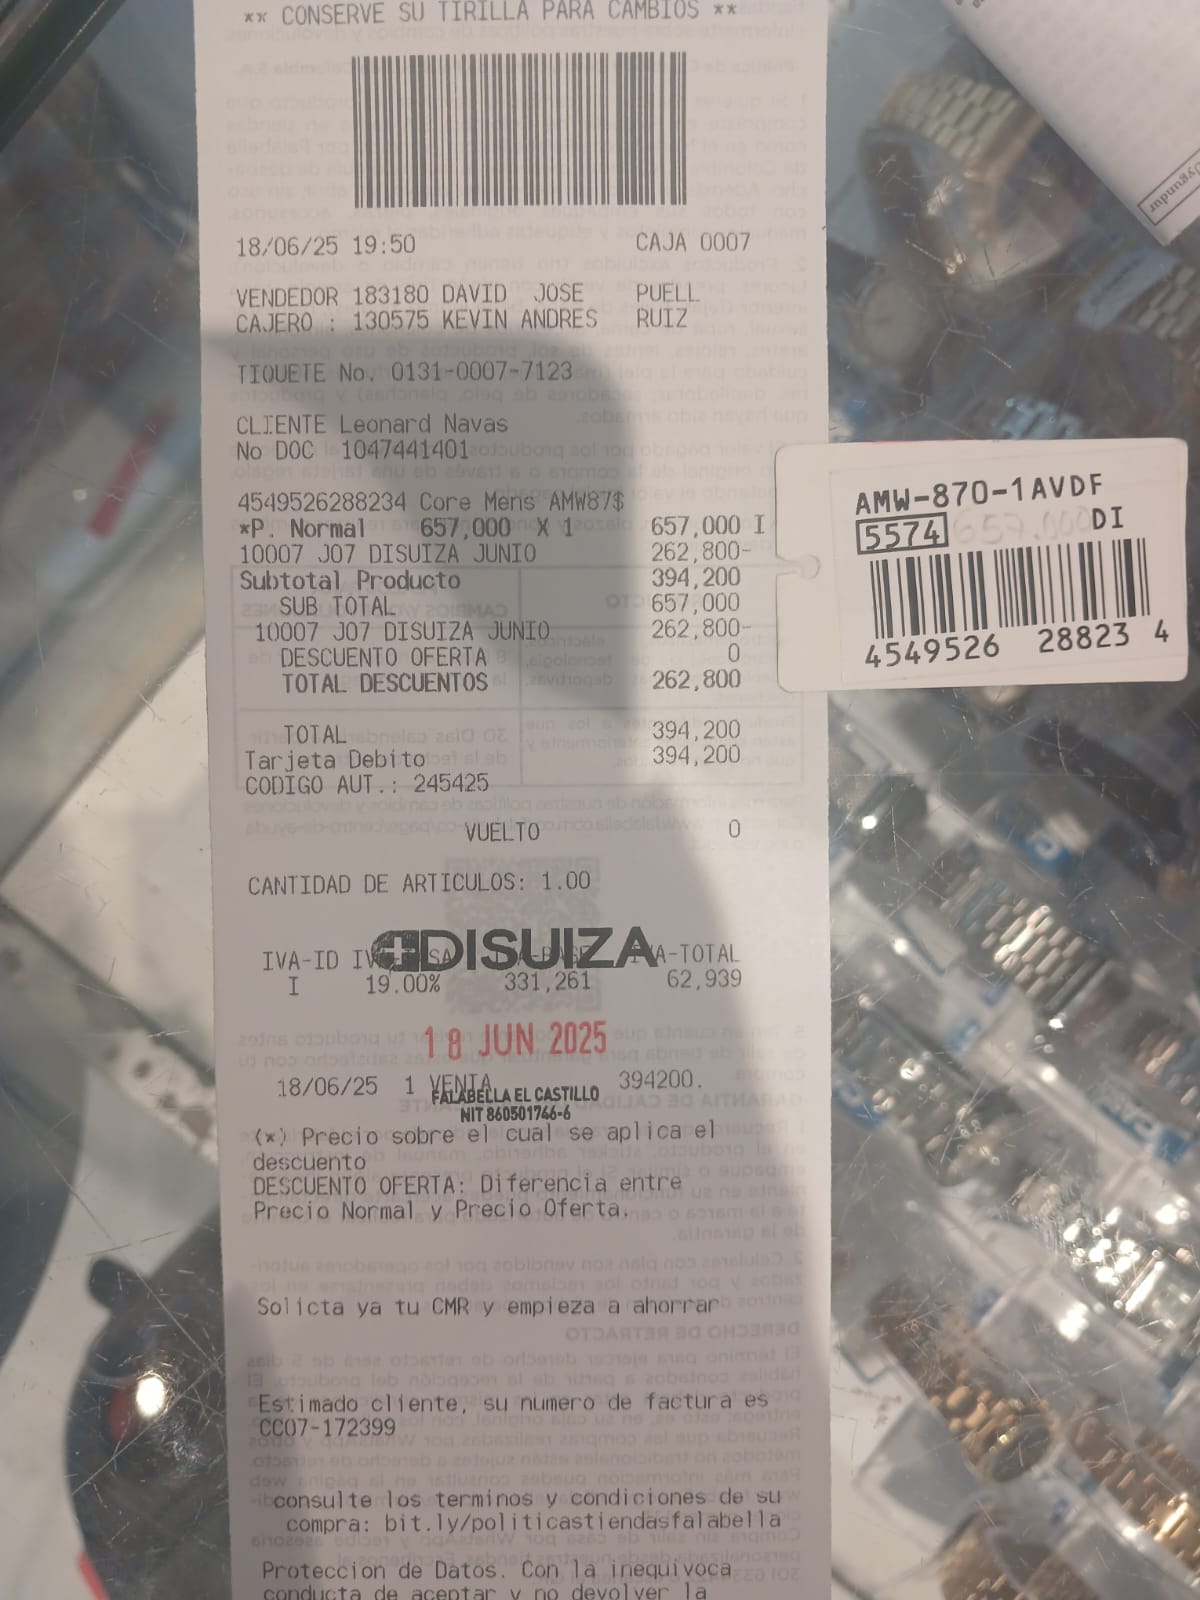 ** CONSERVE SU TIRILLA PARA CAMBIOS **
18/06/25 19:50 CAJA 0007
VENDEDOR 183180 DAVID JOSE PUELL
CAJERO : 130575 KEVIN ANDRES RUIZ
TIQUETE No. 0131-0007-7123
CLIENTE Leonard Navas
No DOC 1047441401
4549526288234 Core Mens AMW87$
*P. Normal 657,000 X 1 657,000 I
10007 J07 DISUIZA JUNIO 262,800-
Subtotal Producto 394,200
SUB TOTAL 657,000
10007 J07 DISUIZA JUNIO 262,800-
DESCUENTO OFERTA 0
TOTAL DESCUENTOS 262,800
TOTAL 394,200
Tarjeta Debito 394,200
CODIGO AUT.: 245425
VUELTO 0
CANTIDAD DE ARTICULOS: 1.00
DISUIZA
IVA-ID
I 19.00% 331,261 62,939
18 JUN 2025
18/06/25 1 VENTA 394200.
FALABELLA EL CASTILLO
NIT 860501746-6
(*) Precio sobre el cual se aplica el
descuento
DESCUENTO OFERTA: Diferencia entre
Precio Normal y Precio Oferta.
Solicta ya tu CMR y empieza a ahorrar
Estimado cliente, su numero de factura es
CC07-172399
consulte los terminos y condiciones de su
compra: bit.ly/politicastiendasfalabella
Proteccion de Datos. Con la inequivoca
conducta de aceptar y no devolver la
AMW-870-1AVDF
5574 657.000 DI
4549526 28823 4